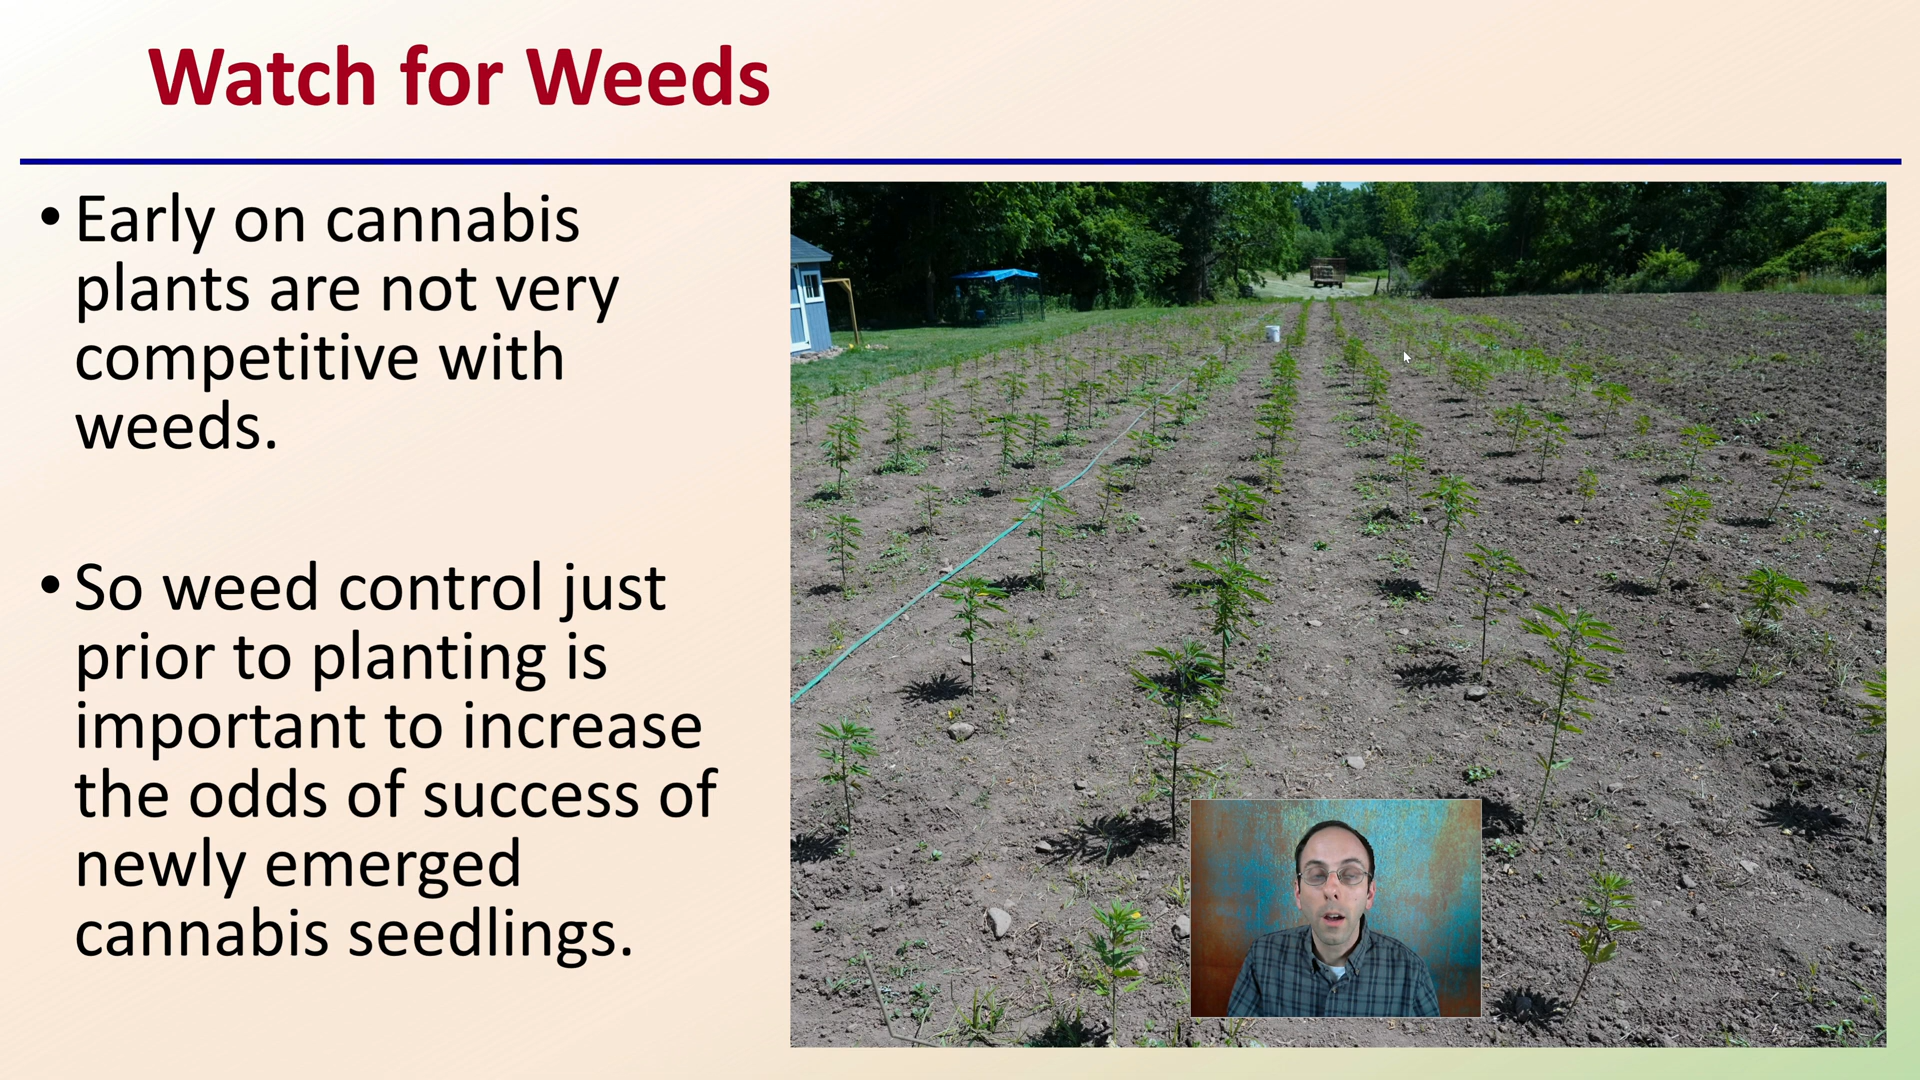 Watch for Weeds
• Early on cannabis
plants are not very
competitive with
weeds.
• So weed control just
prior to planting is
important to increase
the odds of success of
newly emerged
cannabis seedlings.